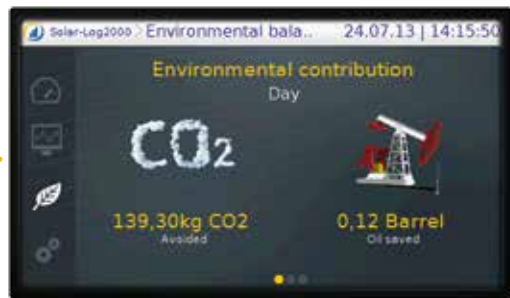 Solar-Log2000 > Environmental bala.. 24.07.13 | 14:15:50
Environmental contribution
Day
CO2
139,30kg CO2
Avoided
0,12 Barrel
Oil saved